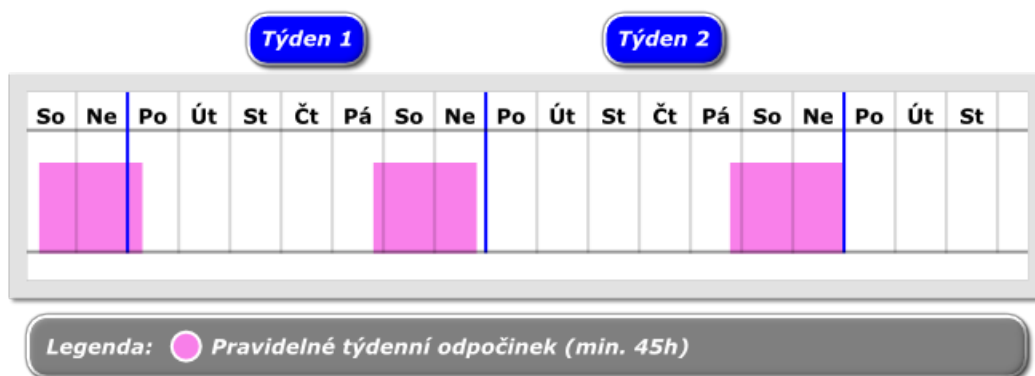 Týden 1 Týden 2
So Ne Po Út St Čt Pá So Ne Po Út St Čt Pá So Ne Po Út St
Legenda: Pravidelné týdenní odpočinek (min. 45h)